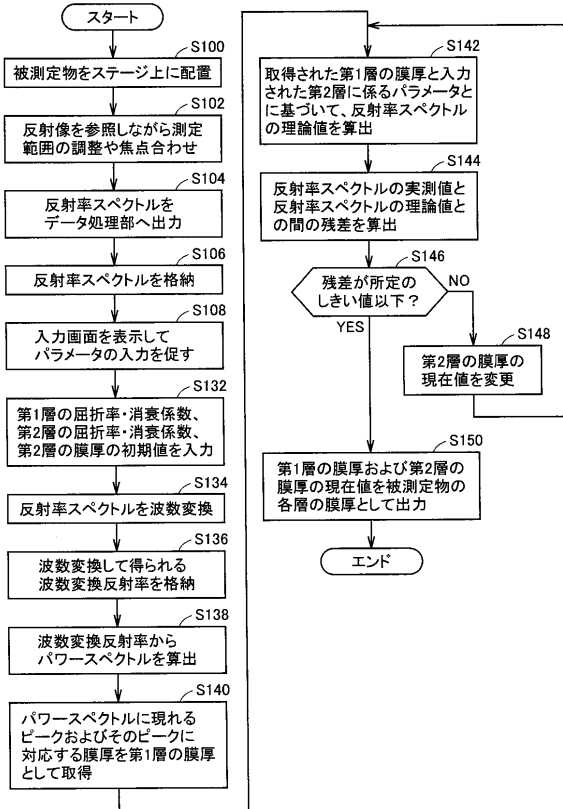 スタート
S100
被測定物をステージ上に配置
S102
反射像を参照しながら測定
範囲の調整や焦点合わせ
S104
反射率スペクトルを
データ処理部へ出力
S106
反射率スペクトルを格納
S108
入力画面を表示して
パラメータの入力を促す
S132
第1層の屈折率・消衰係数、
第2層の屈折率・消衰係数、
第2層の膜厚の初期値を入力
S134
反射率スペクトルを波数変換
S136
波数変換して得られる
波数変換反射率を格納
S138
波数変換反射率から
パワースペクトルを算出
S140
パワースペクトルに現れる
ピークおよびそのピークに
対応する膜厚を第1層の膜厚
として取得
S142
取得された第1層の膜厚と入力
された第2層に係るパラメータと
に基づいて、反射率スペクトル
の理論値を算出
S144
反射率スペクトルの実測値と
反射率スペクトルの理論値と
の間の残差を算出
S146
残差が所定の
しきい値以下？
NO
YES
S148
第2層の膜厚の
現在値を変更
S150
第1層の膜厚および第2層の
膜厚の現在値を被測定物の
各層の膜厚として出力
エンド